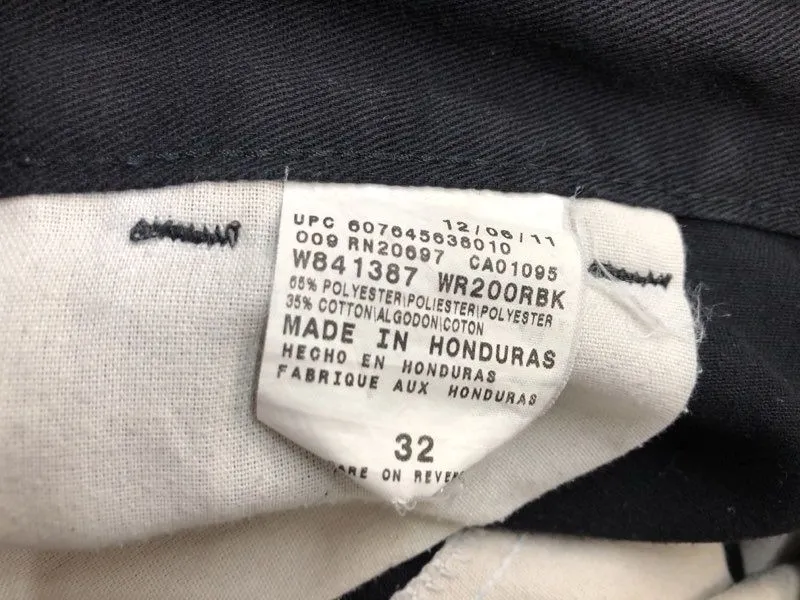 UPC 607645636010 12/06/11
009 RN20697 CA01095
W841387 WR200RBK
65% POLYESTER\POLIESTER\POLYESTER
35% COTTON\ALGODON\COTON
MADE IN HONDURAS
HECHO EN HONDURAS
FABRIQUE AUX HONDURAS
32
ON